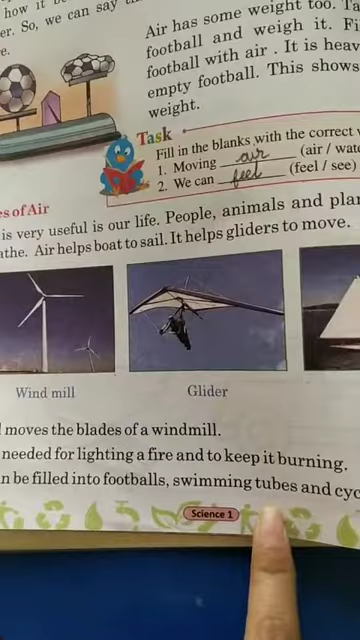 how it be
er. So, we can say t
e.
Air has some weight too. Ta
football and weigh it. Fi
football with air . It is heav
empty football. This shows
weight.
Task
Fill in the blanks with the correct w
1. Moving air (air / wate
2. We can feel (feel / see)
es of Air
is very useful is our life. People, animals and plan
athe. Air helps boat to sail. It helps gliders to move.
Wind mill
Glider
l moves the blades of a windmill.
needed for lighting a fire and to keep it burning.
n be filled into footballs, swimming tubes and cyc
Science 1